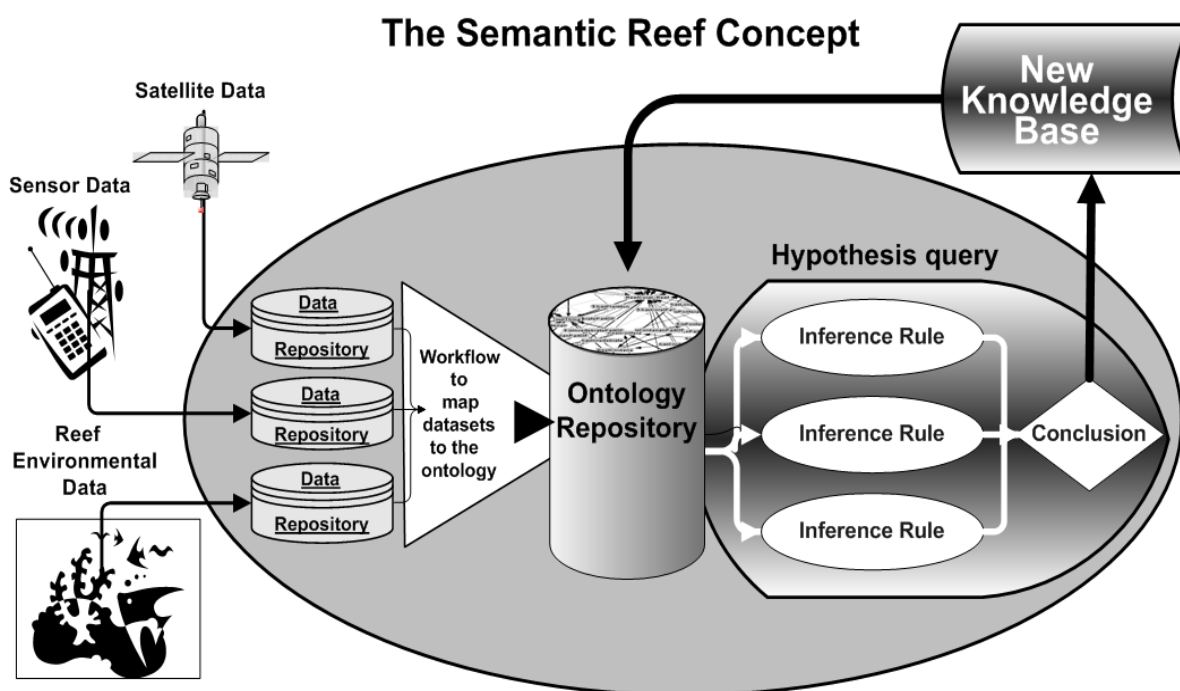 The Semantic Reef Concept
New
Knowledge
Base
Satellite Data
Sensor Data
Hypothesis query
Data
Repository
Data
Repository
Data
Repository
Workflow
to
map
datasets
to the
ontology
Ontology
Repository
Inference Rule
Inference Rule
Inference Rule
Conclusion
Reef
Environmental
Data